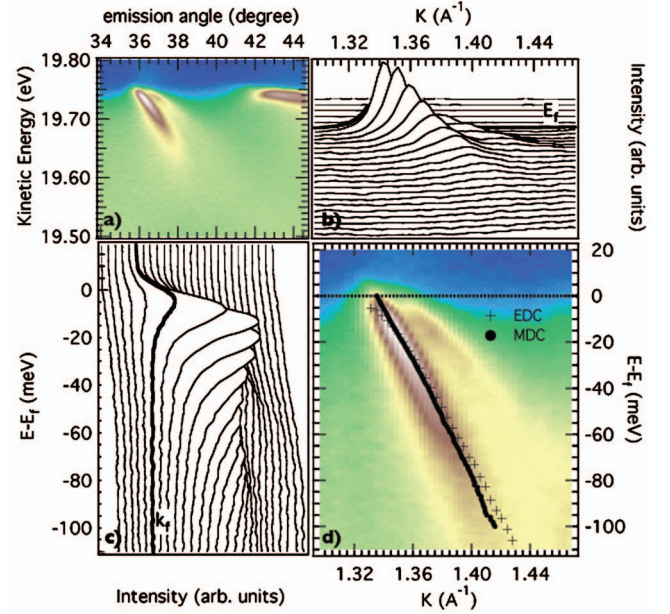 emission angle (degree)
34 36 38 40 42 44
K (A⁻¹)
1.32 1.36 1.40 1.44
19.80
19.70
19.60
19.50
Kinetic Energy (eV)
a)
E_f
b)
Intensity (arb. units)
0
-20
-40
-60
-80
-100
E-E_f (meV)
k_f
c)
Intensity (arb. units)
20
0
-20
-40
-60
-80
-100
E-E_f (meV)
+ EDC
● MDC
d)
1.32 1.36 1.40 1.44
K (A⁻¹)